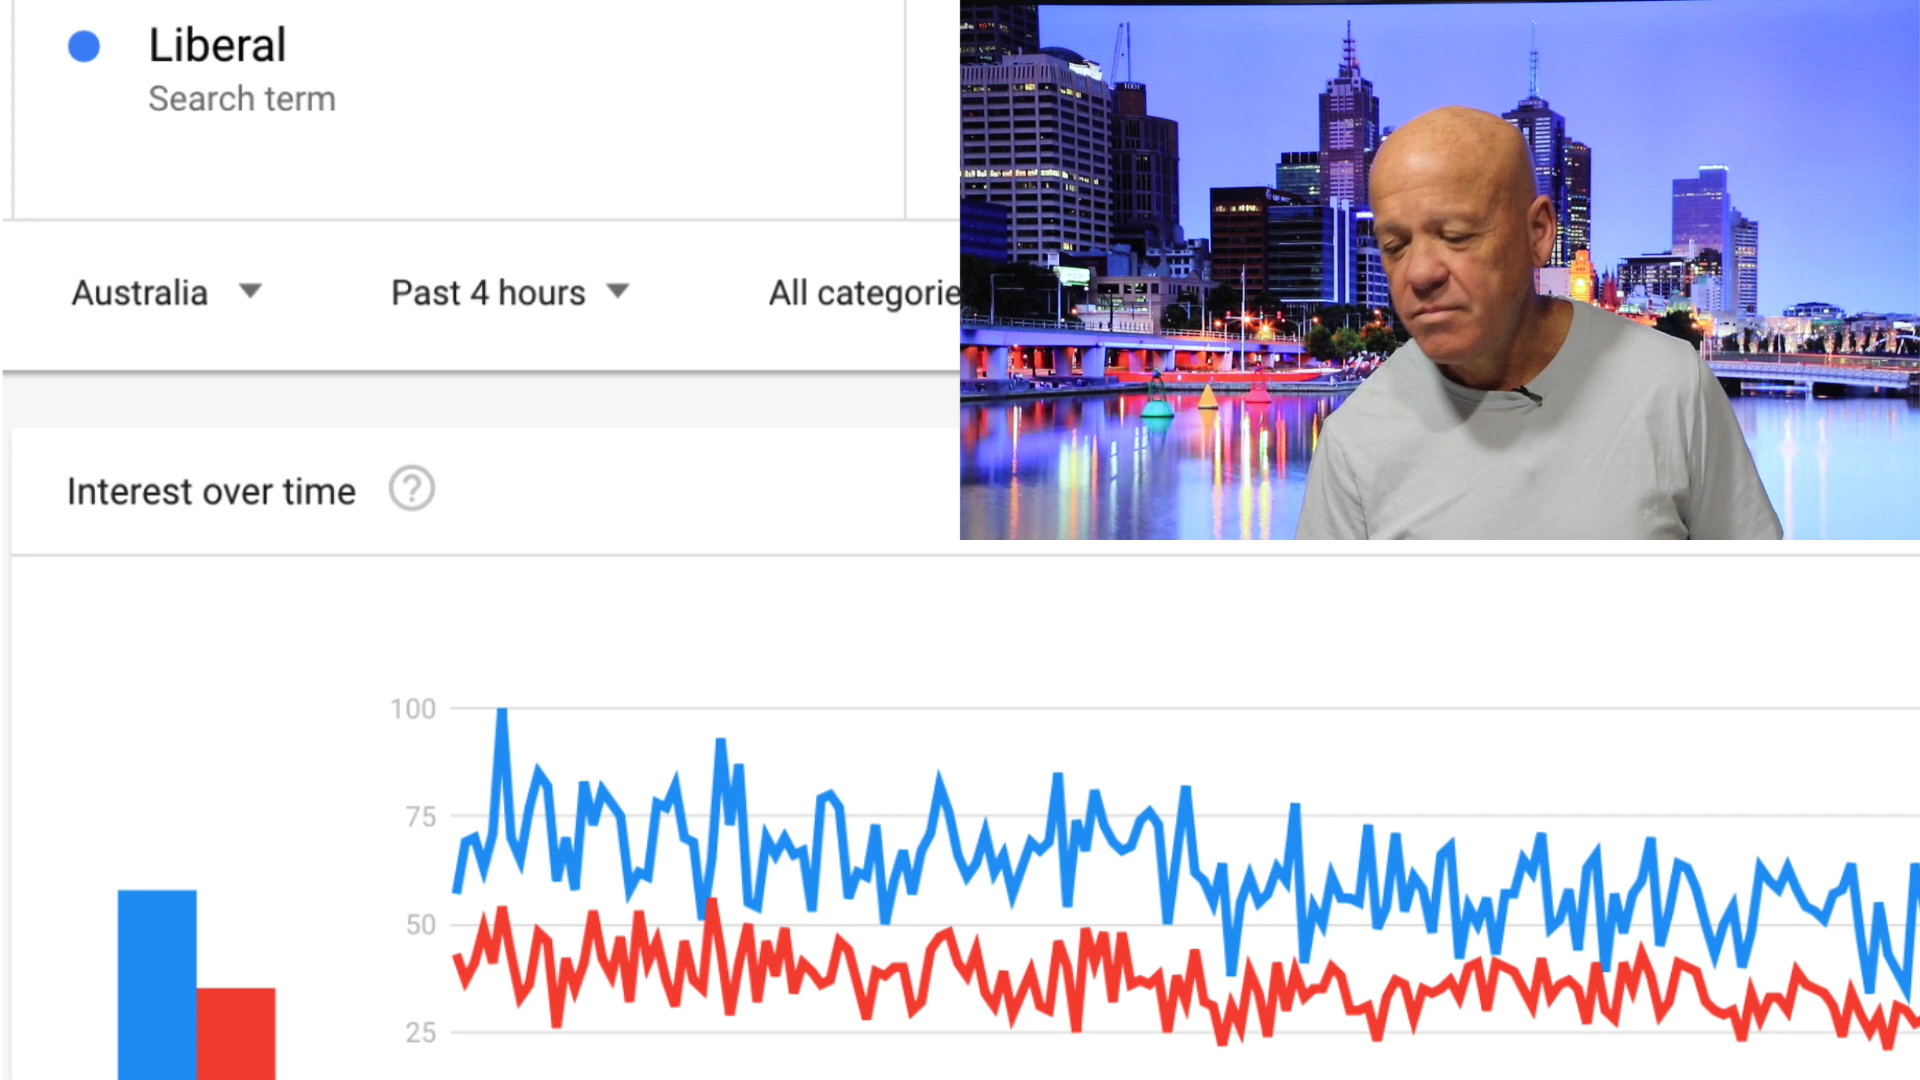 Liberal
Search term
Australia
Past 4 hours
All categorie
Interest over time
?
100
75
50
25